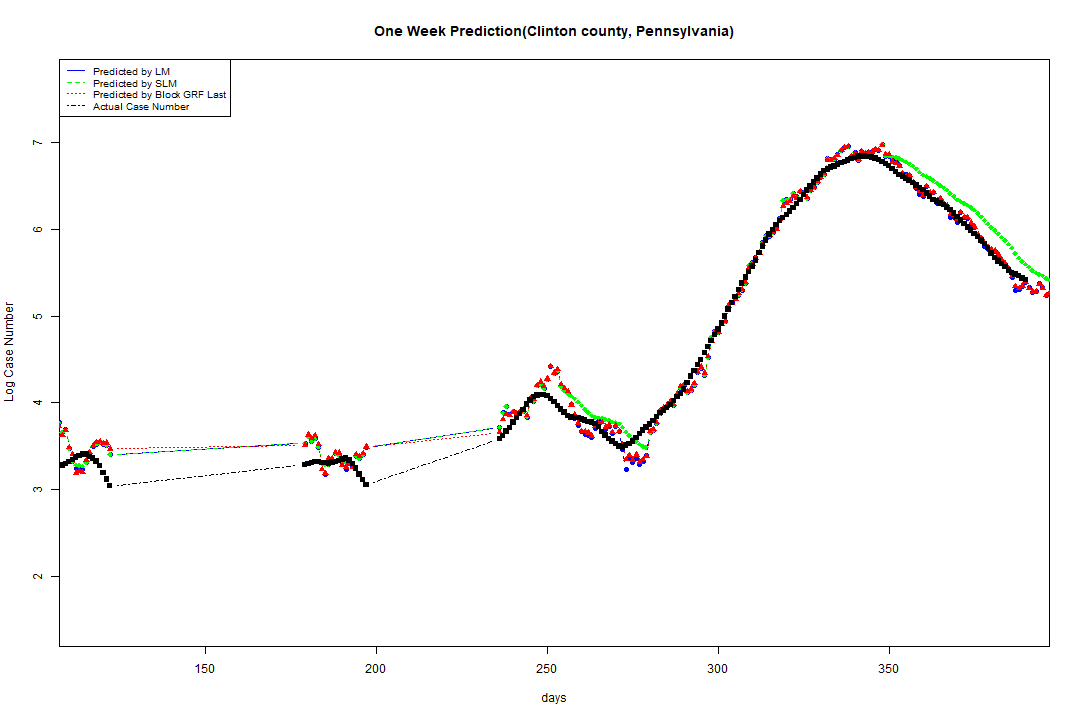 One Week Prediction(Clinton county, Pennsylvania)
Predicted by LM
Predicted by SLM
Predicted by Block GRF Last
Actual Case Number
7
6
5
4
3
2
Log Case Number
150 200 250 300 350
days